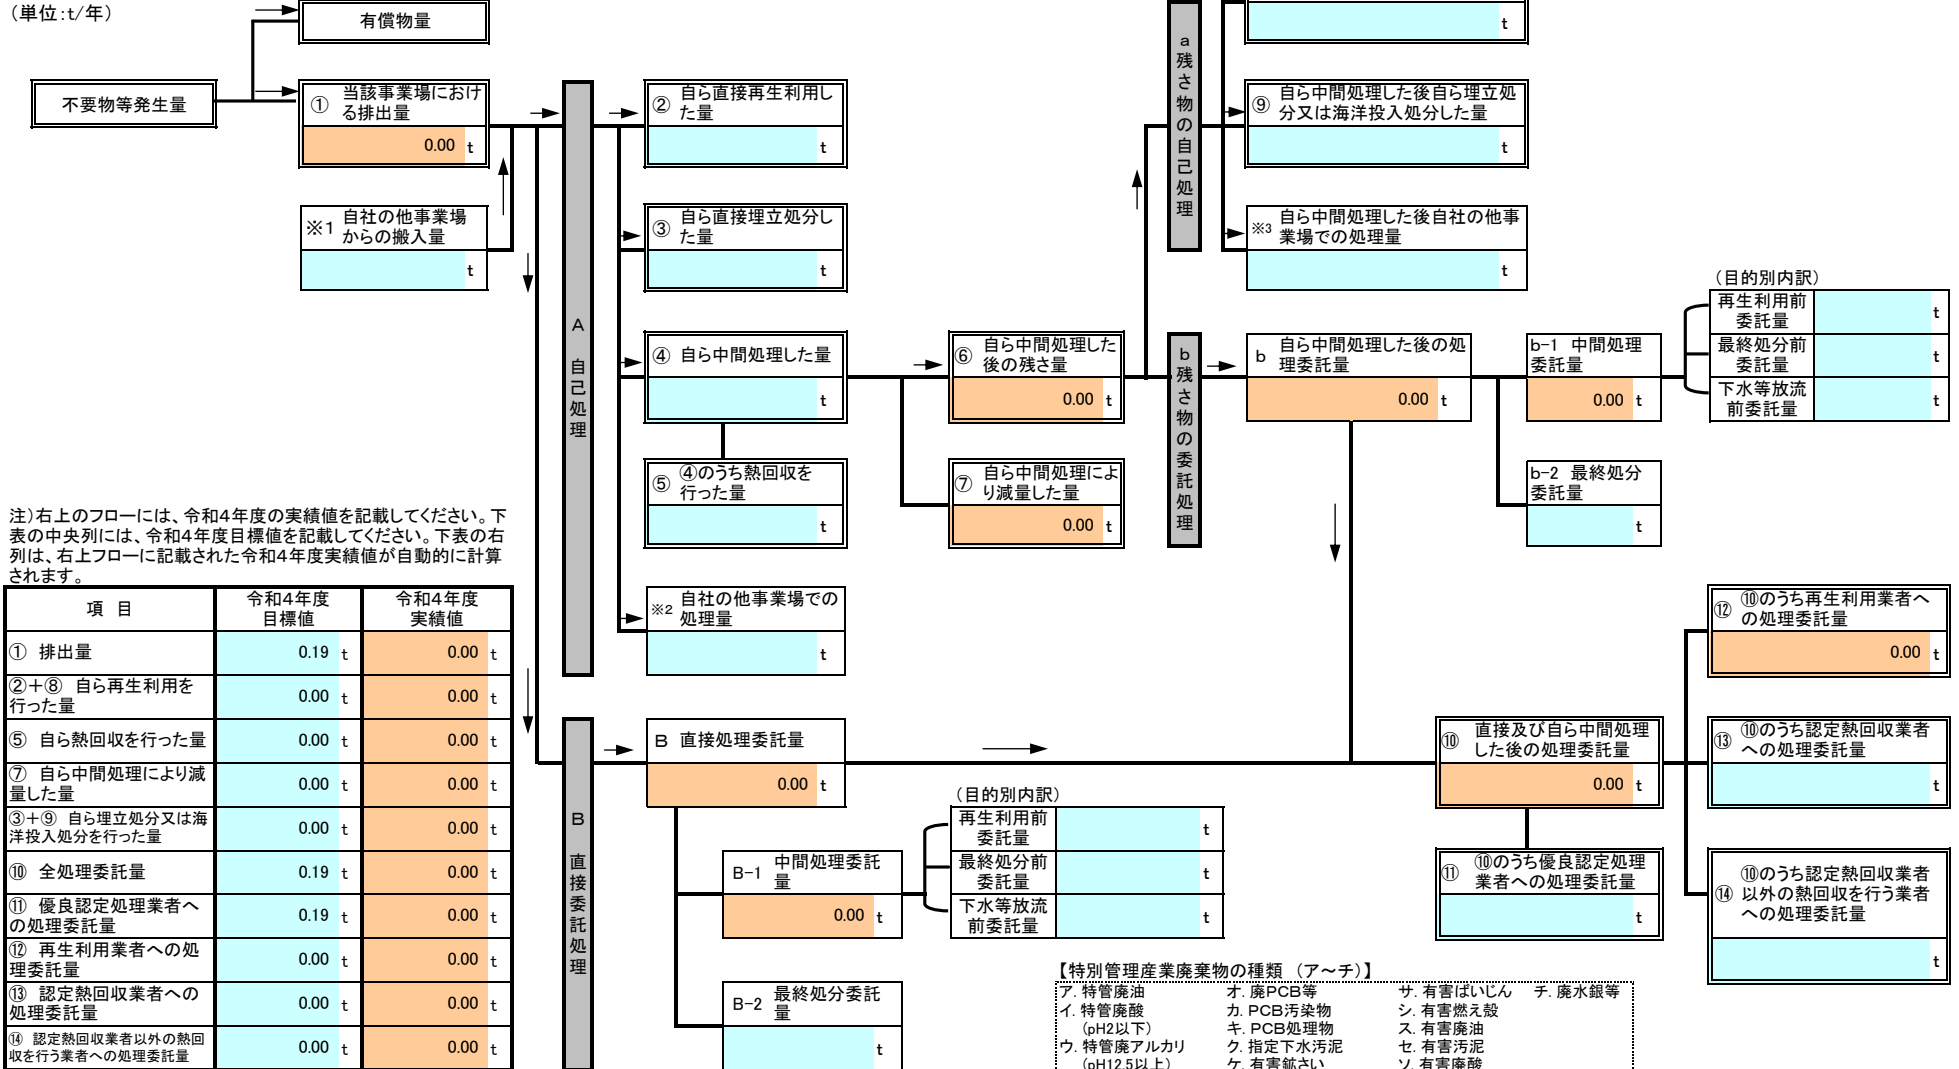 （単位：t／年）
有償物量
不要物等発生量
① 当該事業場におけ
る排出量
0.00 t
※1 自社の他事業場
からの搬入量
t
A 自己処理
② 自ら直接再生利用し
た量
t
③ 自ら直接埋立処分し
た量
t
④ 自ら中間処理した量
t
⑤ ④のうち熱回収を
行った量
t
※2 自社の他事業場での
処理量
t
⑥ 自ら中間処理した
後の残さ量
0.00 t
⑦ 自ら中間処理によ
り減量した量
0.00 t
a 残さ物の自己処理
t
⑨ 自ら中間処理した後自ら埋立処
分又は海洋投入処分した量
t
※3 自ら中間処理した後自社の他事
業場での処理量
t
b 残さ物の委託処理
b 自ら中間処理した後の処
理委託量
0.00 t
b-1 中間処理
委託量
0.00 t
b-2 最終処分
委託量
t
（目的別内訳）
再生利用前
委託量 t
最終処分前
委託量 t
下水等放流
前委託量 t
注）右上のフローには、令和４年度の実績値を記載してください。下
表の中央列には、令和４年度目標値を記載してください。下表の右
列は、右上フローに記載された令和４年度実績値が自動的に計算
されます。
項 目 令和４年度
目標値 令和４年度
実績値
① 排出量 0.19 t 0.00 t
②＋⑧ 自ら再生利用を
行った量 0.00 t 0.00 t
⑤ 自ら熱回収を行った量 0.00 t 0.00 t
⑦ 自ら中間処理により減
量した量 0.00 t 0.00 t
③＋⑨ 自ら埋立処分又は海
洋投入処分を行った量 0.00 t 0.00 t
⑩ 全処理委託量 0.19 t 0.00 t
⑪ 優良認定処理業者へ
の処理委託量 0.19 t 0.00 t
⑫ 再生利用業者への処
理委託量 0.00 t 0.00 t
⑬ 認定熱回収業者への
処理委託量 0.00 t 0.00 t
⑭ 認定熱回収業者以外の熱回
収を行う業者への処理委託量 0.00 t 0.00 t
B 直接委託処理
B 直接処理委託量
0.00 t
B-1 中間処理委託
量
0.00 t
B-2 最終処分委託
量
t
（目的別内訳）
再生利用前
委託量 t
最終処分前
委託量 t
下水等放流
前委託量 t
⑩ 直接及び自ら中間処理
した後の処理委託量
0.00 t
⑪ ⑩のうち優良認定処理
業者への処理委託量
t
⑫ ⑩のうち再生利用業者へ
の処理委託量
0.00 t
⑬ ⑩のうち認定熱回収業者
への処理委託量
t
⑭ ⑩のうち認定熱回収業者
以外の熱回収を行う業者
への処理委託量
t
【特別管理産業廃棄物の種類 （ア～チ）】
ア. 特管廃油 オ. 廃PCB等 サ. 有害ばいじん チ. 廃水銀等
イ. 特管廃酸 カ. PCB汚染物 シ. 有害燃え殻
（pH2以下） キ. PCB処理物 ス. 有害廃油
ウ. 特管廃アルカリ ク. 指定下水汚泥 セ. 有害汚泥
（pH12.5以上） ケ. 有害鉱さい ソ. 有害廃酸